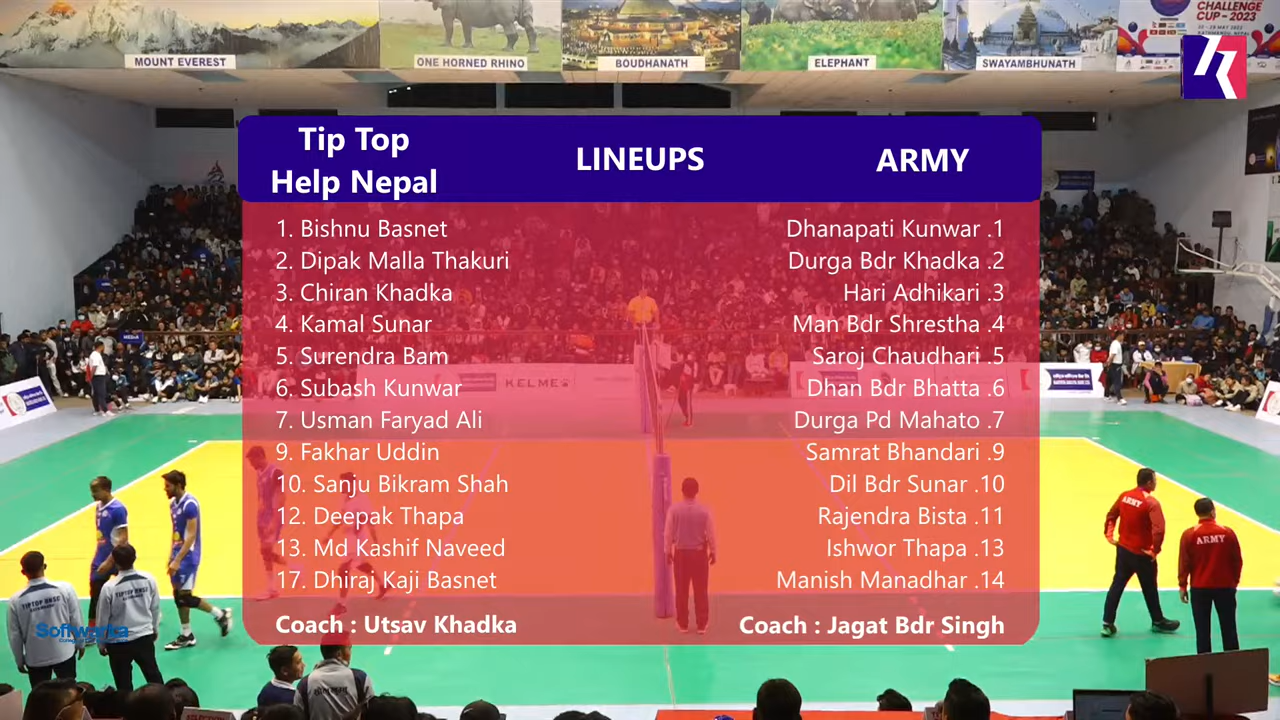 CHALLENGE
CUP - 2023
MOUNT EVEREST
ONE HORNED RHINO
BOUDHANATH
ELEPHANT
SWAYAMBHUNATH
Tip Top
Help Nepal
LINEUPS
ARMY
1. Bishnu Basnet
2. Dipak Malla Thakuri
3. Chiran Khadka
4. Kamal Sunar
5. Surendra Bam
6. Subash Kunwar
7. Usman Faryad Ali
9. Fakhar Uddin
10. Sanju Bikram Shah
12. Deepak Thapa
13. Md Kashif Naveed
17. Dhiraj Kaji Basnet
Coach : Utsav Khadka
Dhanapati Kunwar .1
Durga Bdr Khadka .2
Hari Adhikari .3
Man Bdr Shrestha .4
Saroj Chaudhari .5
Dhan Bdr Bhatta .6
Durga Pd Mahato .7
Samrat Bhandari .9
Dil Bdr Sunar .10
Rajendra Bista .11
Ishwor Thapa .13
Manish Manadhar .14
Coach : Jagat Bdr Singh
MEDIA
KELME
ARMY
ARMY
Softwarica